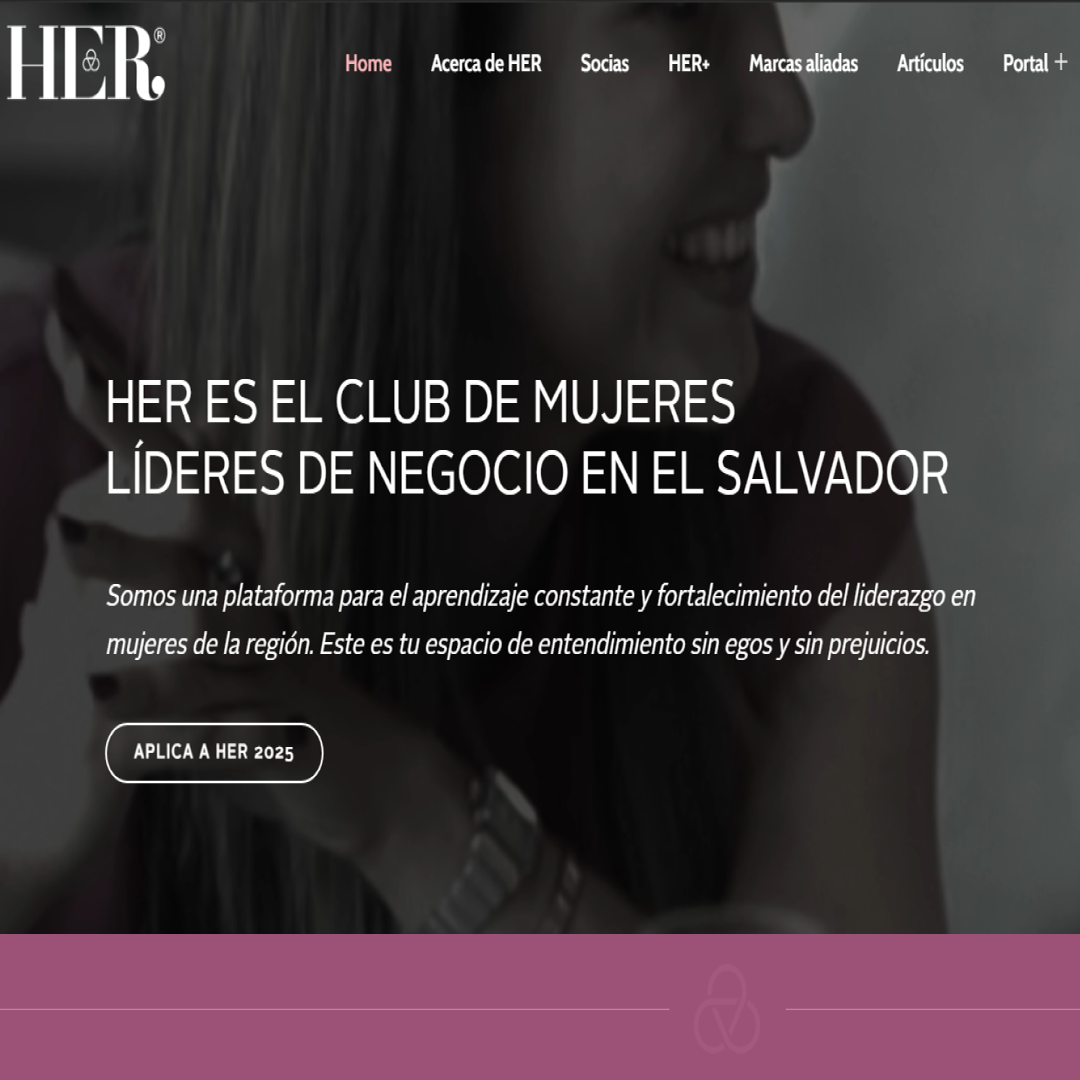 HER®
Home Acerca de HER Socias HER+ Marcas aliadas Artículos Portal +
HER ES EL CLUB DE MUJERES
LÍDERES DE NEGOCIO EN EL SALVADOR
Somos una plataforma para el aprendizaje constante y fortalecimiento del liderazgo en
mujeres de la región. Este es tu espacio de entendimiento sin egos y sin prejuicios.
APLICA A HER 2025